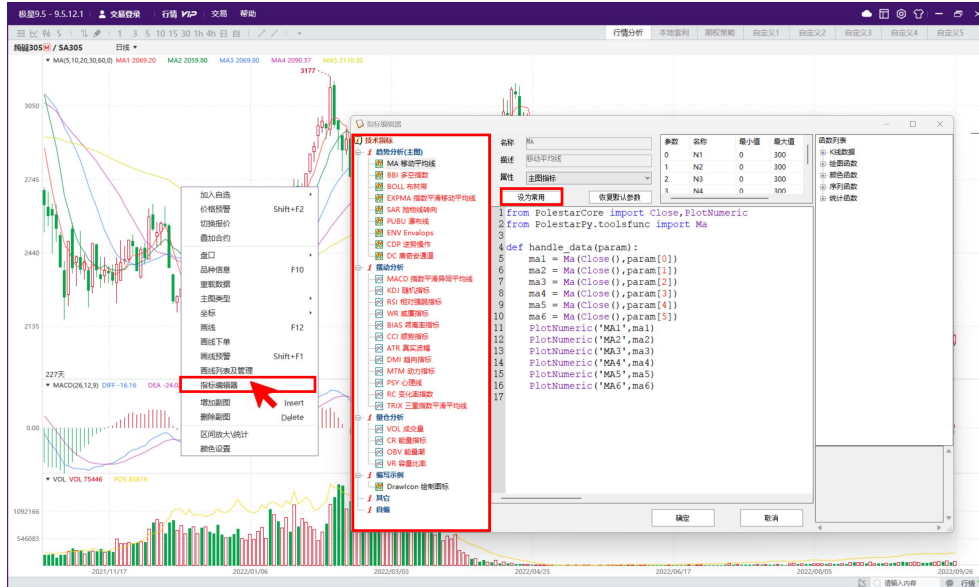 极星9.5 - 9.5.12.1 交易登录 行情 VIP 交易 帮助
1 3 5 10 15 30 1h 4h 日
行情分析 本地套利 期权策略 自定义1 自定义2 自定义3 自定义4 自定义5
纯碱305 M / SA305 日线
MA(5,10,20,30,60,0) MA1 2069.20 MA2 2059.80 MA3 2069.80 MA4 2090.37 MA5 2110.30
3177
3050
2745
2440
2135
227天
MACD(26,12,9) DIFF -16.16 DEA -24.0
0.00
VOL VOL 75446 POS 85619
1092166
546083
2021/11/17 2022/01/06 2022/03/03 2022/04/25 2022/06/17 2022/08/05 2022/09/26
加入自选
价格预警 Shift+F2
切换报价
叠加合约
盘口
品种信息 F10
重载数据
主图类型
坐标
画线 F12
画线下单
画线预警 Shift+F1
画线列表及管理
指标编辑器
增加副图 Insert
删除副图 Delete
区间放大\统计
颜色设置
指标编辑器
技术指标
趋势分析(主图)
MA 移动平均线
BBI 多空指数
BOLL 布林带
EXPMA 指数平滑移动平均线
SAR 抛物线转向
PUBU 瀑布线
ENV Envalops
CDP 逆势操作
DC 唐奇安通道
摆动分析
MACD 指数平滑异同平均线
KDJ 随机指标
RSI 相对强弱指标
WR 威廉指标
BIAS 乖离率指标
CCI 顺势指标
ATR 真实波幅
DMI 趋向指标
MTM 动力指标
PSY 心理线
RC 变化率指数
TRIX 三重指数平滑平均线
量仓分析
VOL 成交量
CR 能量指标
OBV 能量潮
VR 容量比率
编写示例
DrawIcon 绘制图标
其它
自编
名称 MA
描述 移动平均线
属性 主图指标
设为常用 恢复默认参数
参数 名称 最小值 最大值
0 N1 0 300
1 N2 0 300
2 N3 0 300
3 N4 0 300
函数列表
K线数据
绘图函数
颜色函数
序列函数
统计函数
1 from PolestarCore import Close,PlotNumeric
2 from PolestarPy.toolsfunc import Ma
3
4 def handle_data(param):
5 ma1 = Ma(Close(),param[0])
6 ma2 = Ma(Close(),param[1])
7 ma3 = Ma(Close(),param[2])
8 ma4 = Ma(Close(),param[3])
9 ma5 = Ma(Close(),param[4])
10 ma6 = Ma(Close(),param[5])
11 PlotNumeric('MA1',ma1)
12 PlotNumeric('MA2',ma2)
13 PlotNumeric('MA3',ma3)
14 PlotNumeric('MA4',ma4)
15 PlotNumeric('MA5',ma5)
16 PlotNumeric('MA6',ma6)
17
确定 取消
请输入内容 行情